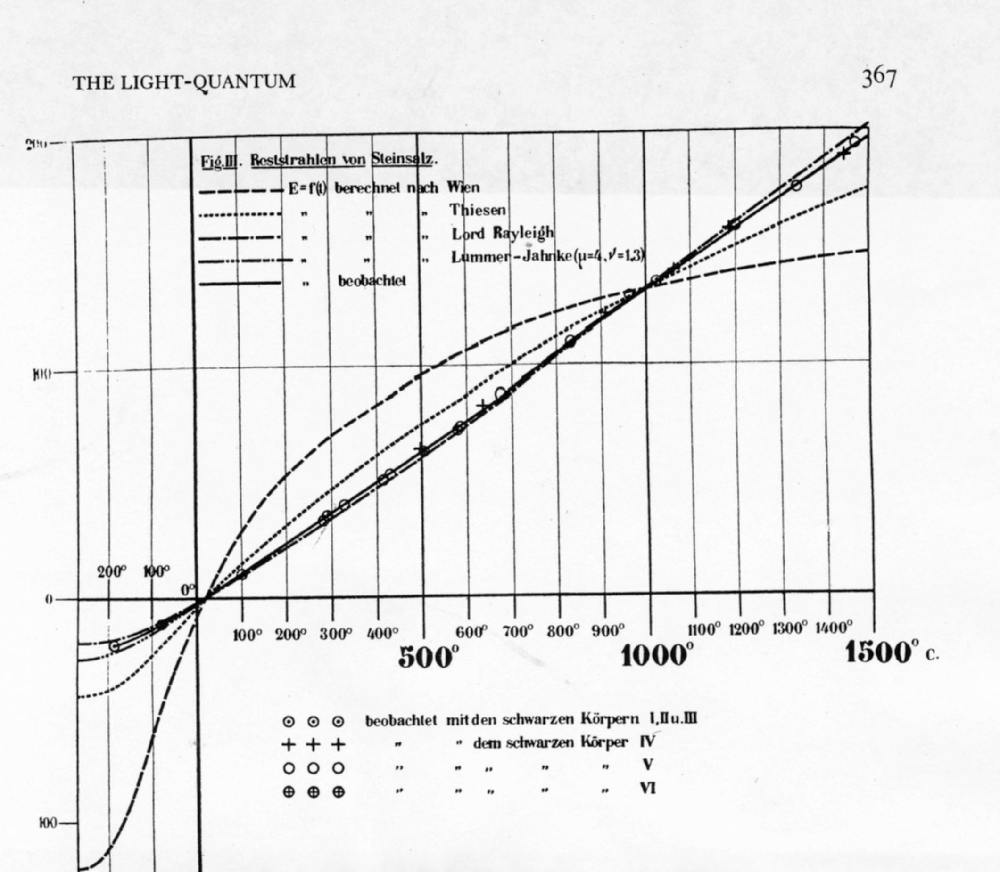 THE LIGHT-QUANTUM 367
200
Fig.III. Reststrahlen von Steinsalz.
E=f(t) berechnet nach Wien
„ „ „ Thiesen
„ „ „ Lord Rayleigh
„ „ „ Lummer-Jahnke (μ=4, ν=1,3)
„ beobachtet
100
200° 100°
0°
0
100° 200° 300° 400° 600° 700° 800° 900° 1100° 1200° 1300° 1400°
500° 1000° 1500° C.
beobachtet mit den schwarzen Körpern I, II u. III
„ „ dem schwarzen Körper IV
„ „ „ „ „ V
„ „ „ „ „ VI
100